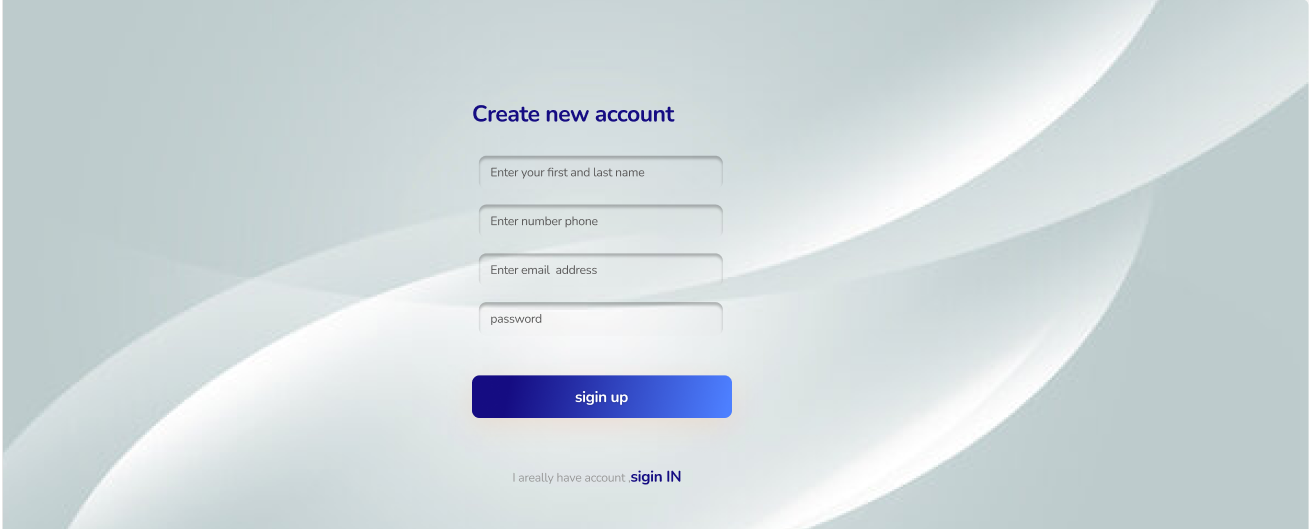 Create new account
Enter your first and last name
Enter number phone
Enter email  address
password
sigin up
I areally have account ,sigin IN